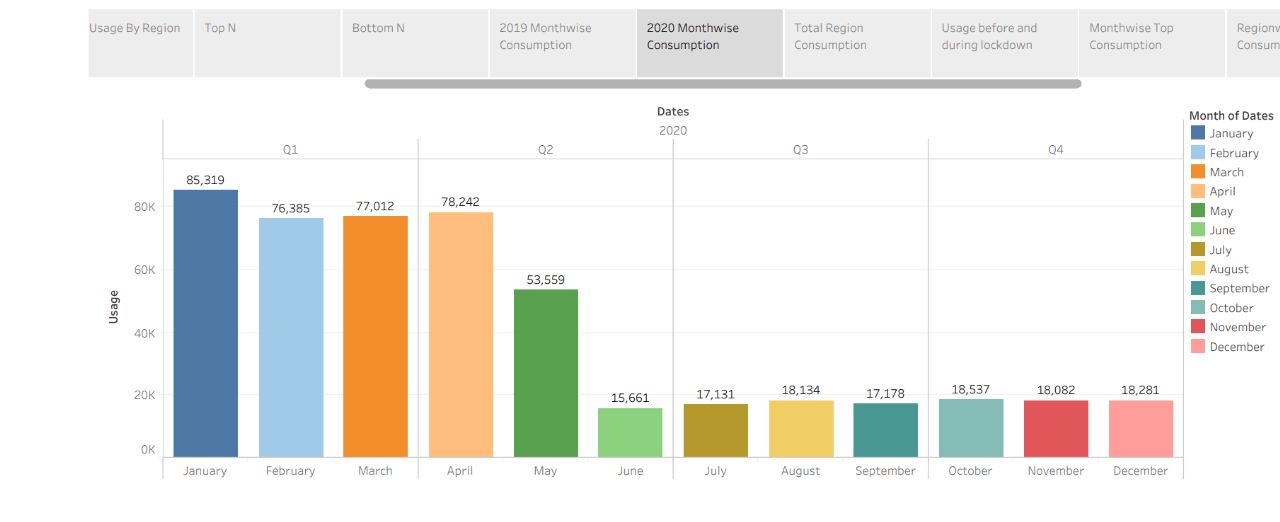 Usage By Region
Top N
Bottom N
2019 Monthwise
Consumption
2020 Monthwise
Consumption
Total Region
Consumption
Usage before and
during lockdown
Monthwise Top
Consumption
Dates
2020
Q1
Q2
Q3
Q4
Usage
80K
60K
40K
20K
0K
85,319
76,385
77,012
78,242
53,559
15,661
17,131
18,134
17,178
18,537
18,082
18,281
January
February
March
April
May
June
July
August
September
October
November
December
Month of Dates
January
February
March
April
May
June
July
August
September
October
November
December